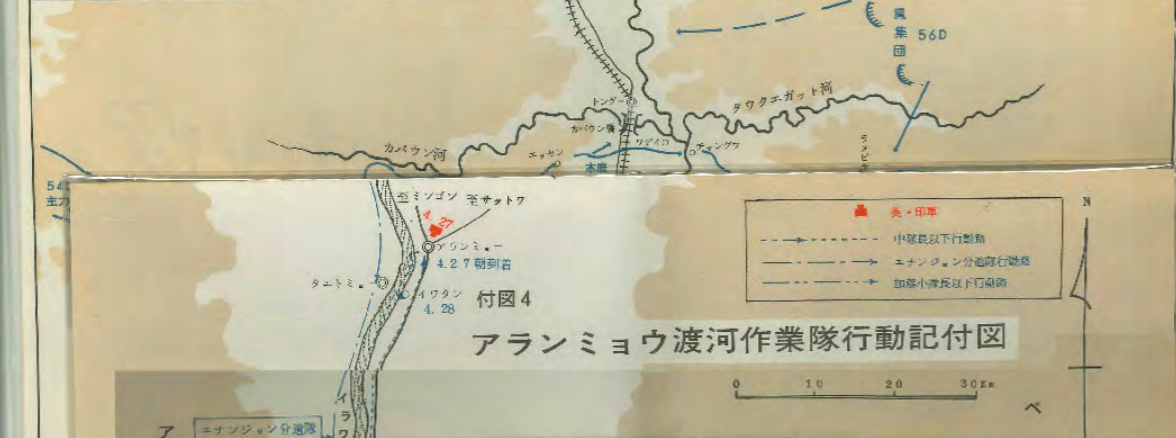 風集団
56D
トングー
タウクエガット河
カバウン橋
ワデイコ
チャングワ
カバウン河
エッセン
54D
主力
至ミンゴン
至サットワ
4.27
アランミョー
4.27朝到着
タエトミョー
イワタン
4.28
付図4
アランミョウ渡河作業隊行動記付図
英・印軍
中隊長以下行動路
エナンジョン分遣隊行動路
加藤小隊長以下行動路
N
0 10 20 30Km
ペ
イラワ
ア
エナンジョン分遣隊